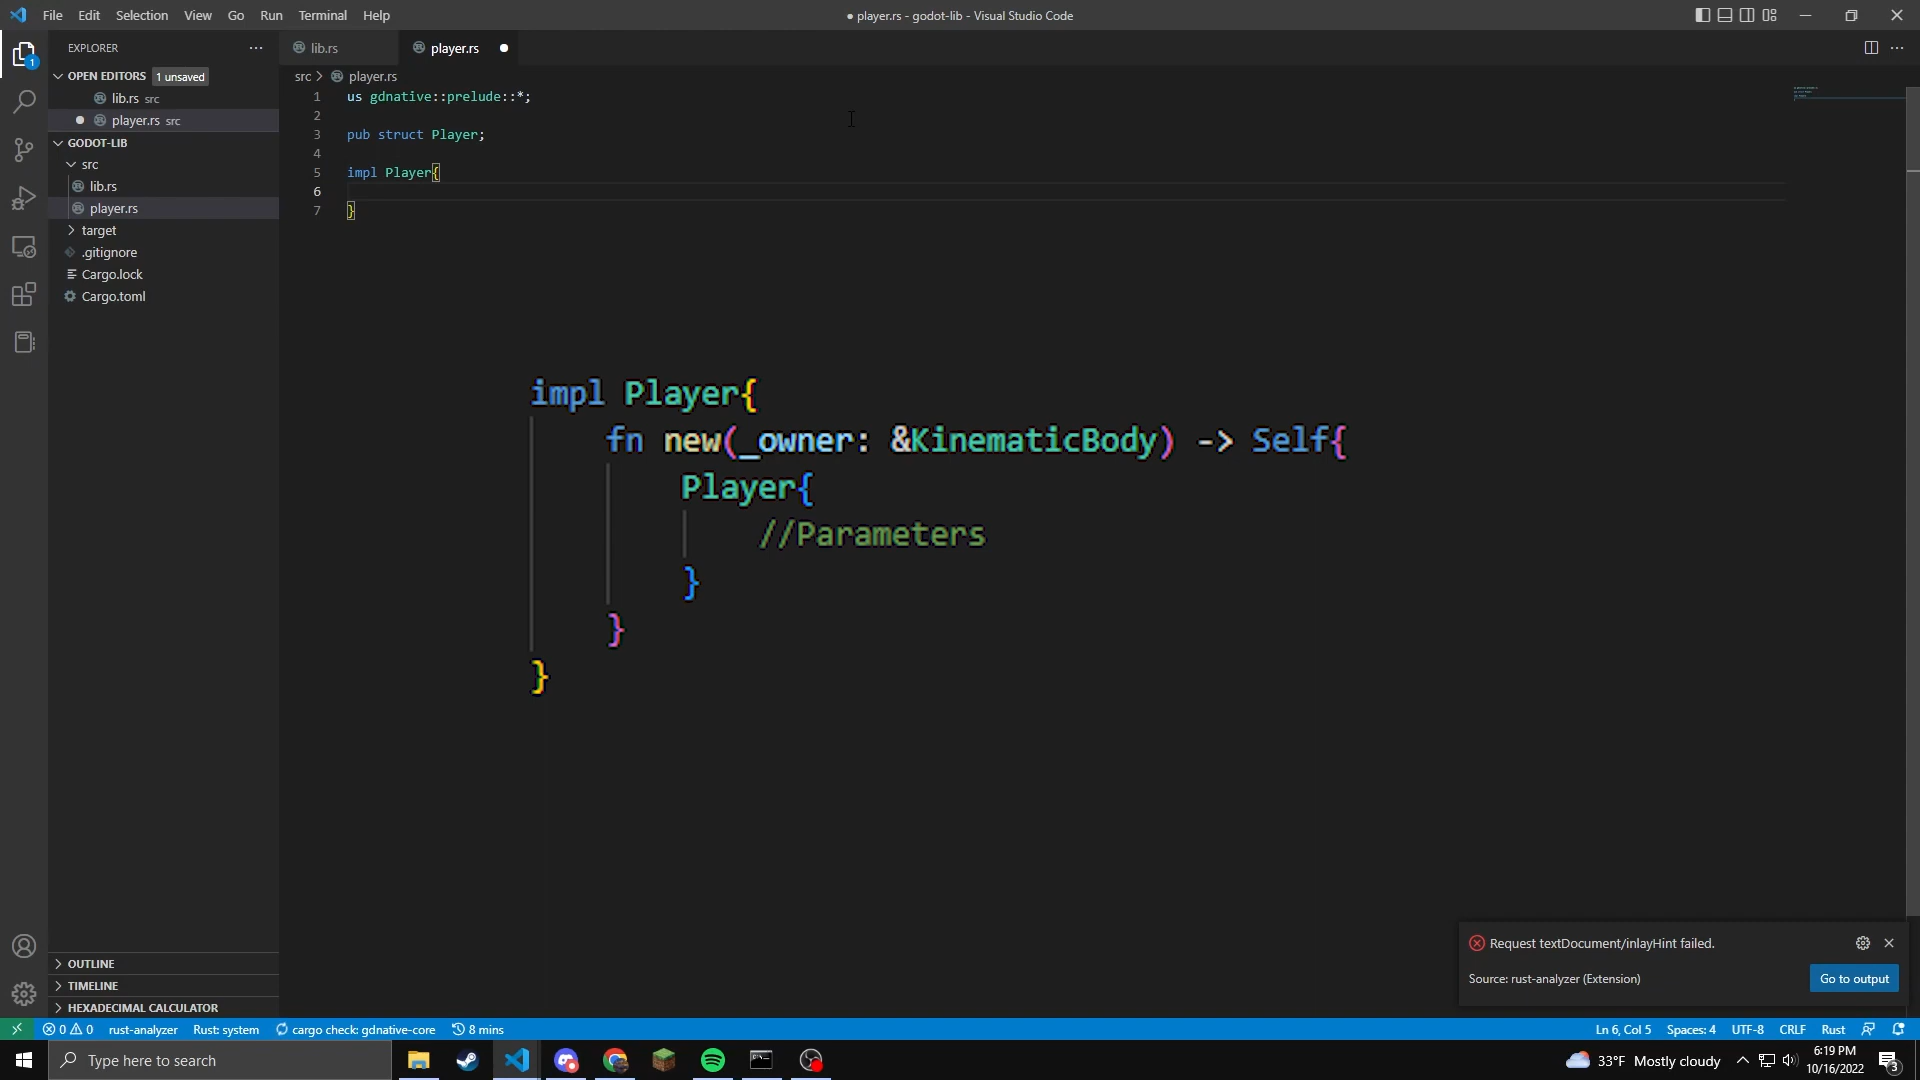 File Edit Selection View Go Run Terminal Help
● player.rs - godot-lib - Visual Studio Code
EXPLORER
lib.rs
player.rs
OPEN EDITORS 1 unsaved
src > player.rs
lib.rs src
player.rs src
GODOT-LIB
src
lib.rs
player.rs
target
.gitignore
Cargo.lock
Cargo.toml
1 us gdnative::prelude::*;
2
3 pub struct Player;
4
5 impl Player{
6
7 }
impl Player{
fn new(_owner: &KinematicBody) -> Self{
Player{
//Parameters
}
}
}
Request textDocument/inlayHint failed.
Source: rust-analyzer (Extension)
Go to output
OUTLINE
TIMELINE
HEXADECIMAL CALCULATOR
1
0 0 rust-analyzer Rust: system cargo check: gdnative-core 8 mins
Ln 6, Col 5 Spaces: 4 UTF-8 CRLF Rust
Type here to search
33°F Mostly cloudy
6:19 PM
10/16/2022
3